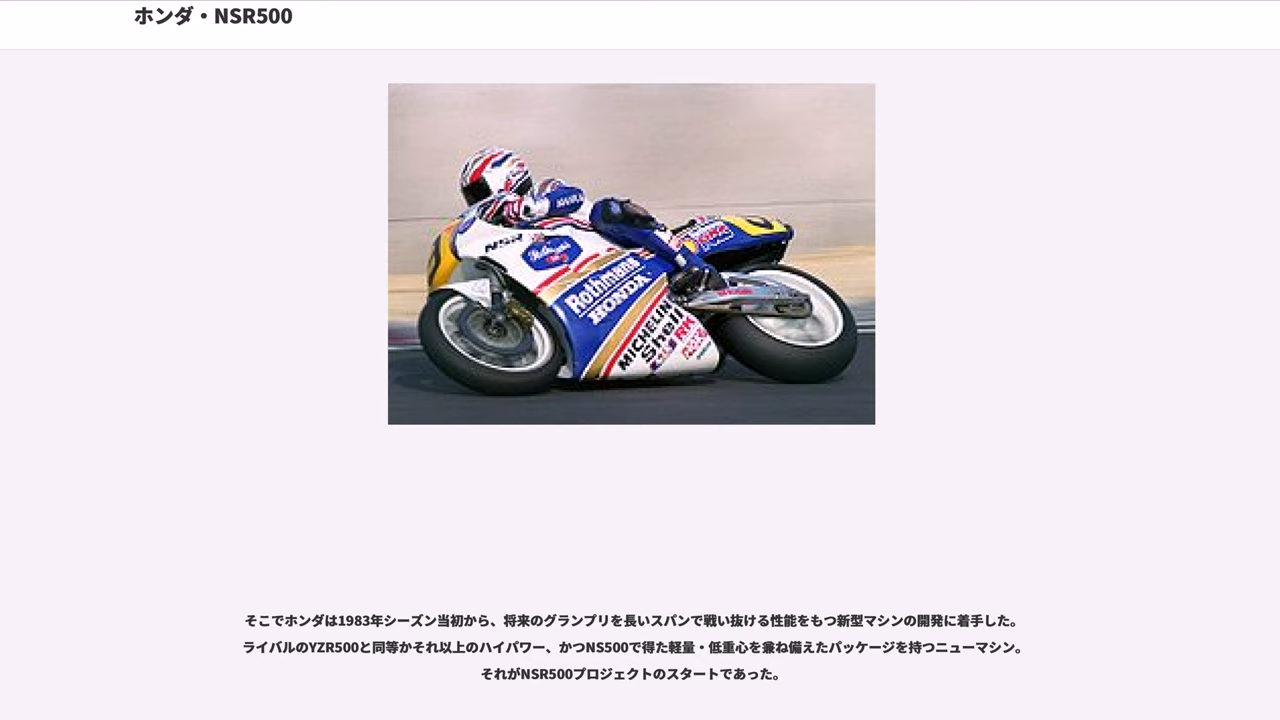 ホンダ・NSR500
NSR
Rothmans
Rothmans
HONDA
MICHELIN
Shell
RK
そこでホンダは1983年シーズン当初から、将来のグランプリを長いスパンで戦い抜ける性能をもつ新型マシンの開発に着手した。
ライバルのYZR500と同等かそれ以上のハイパワー、かつNS500で得た軽量・低重心を兼ね備えたパッケージを持つニューマシン。
それがNSR500プロジェクトのスタートであった。